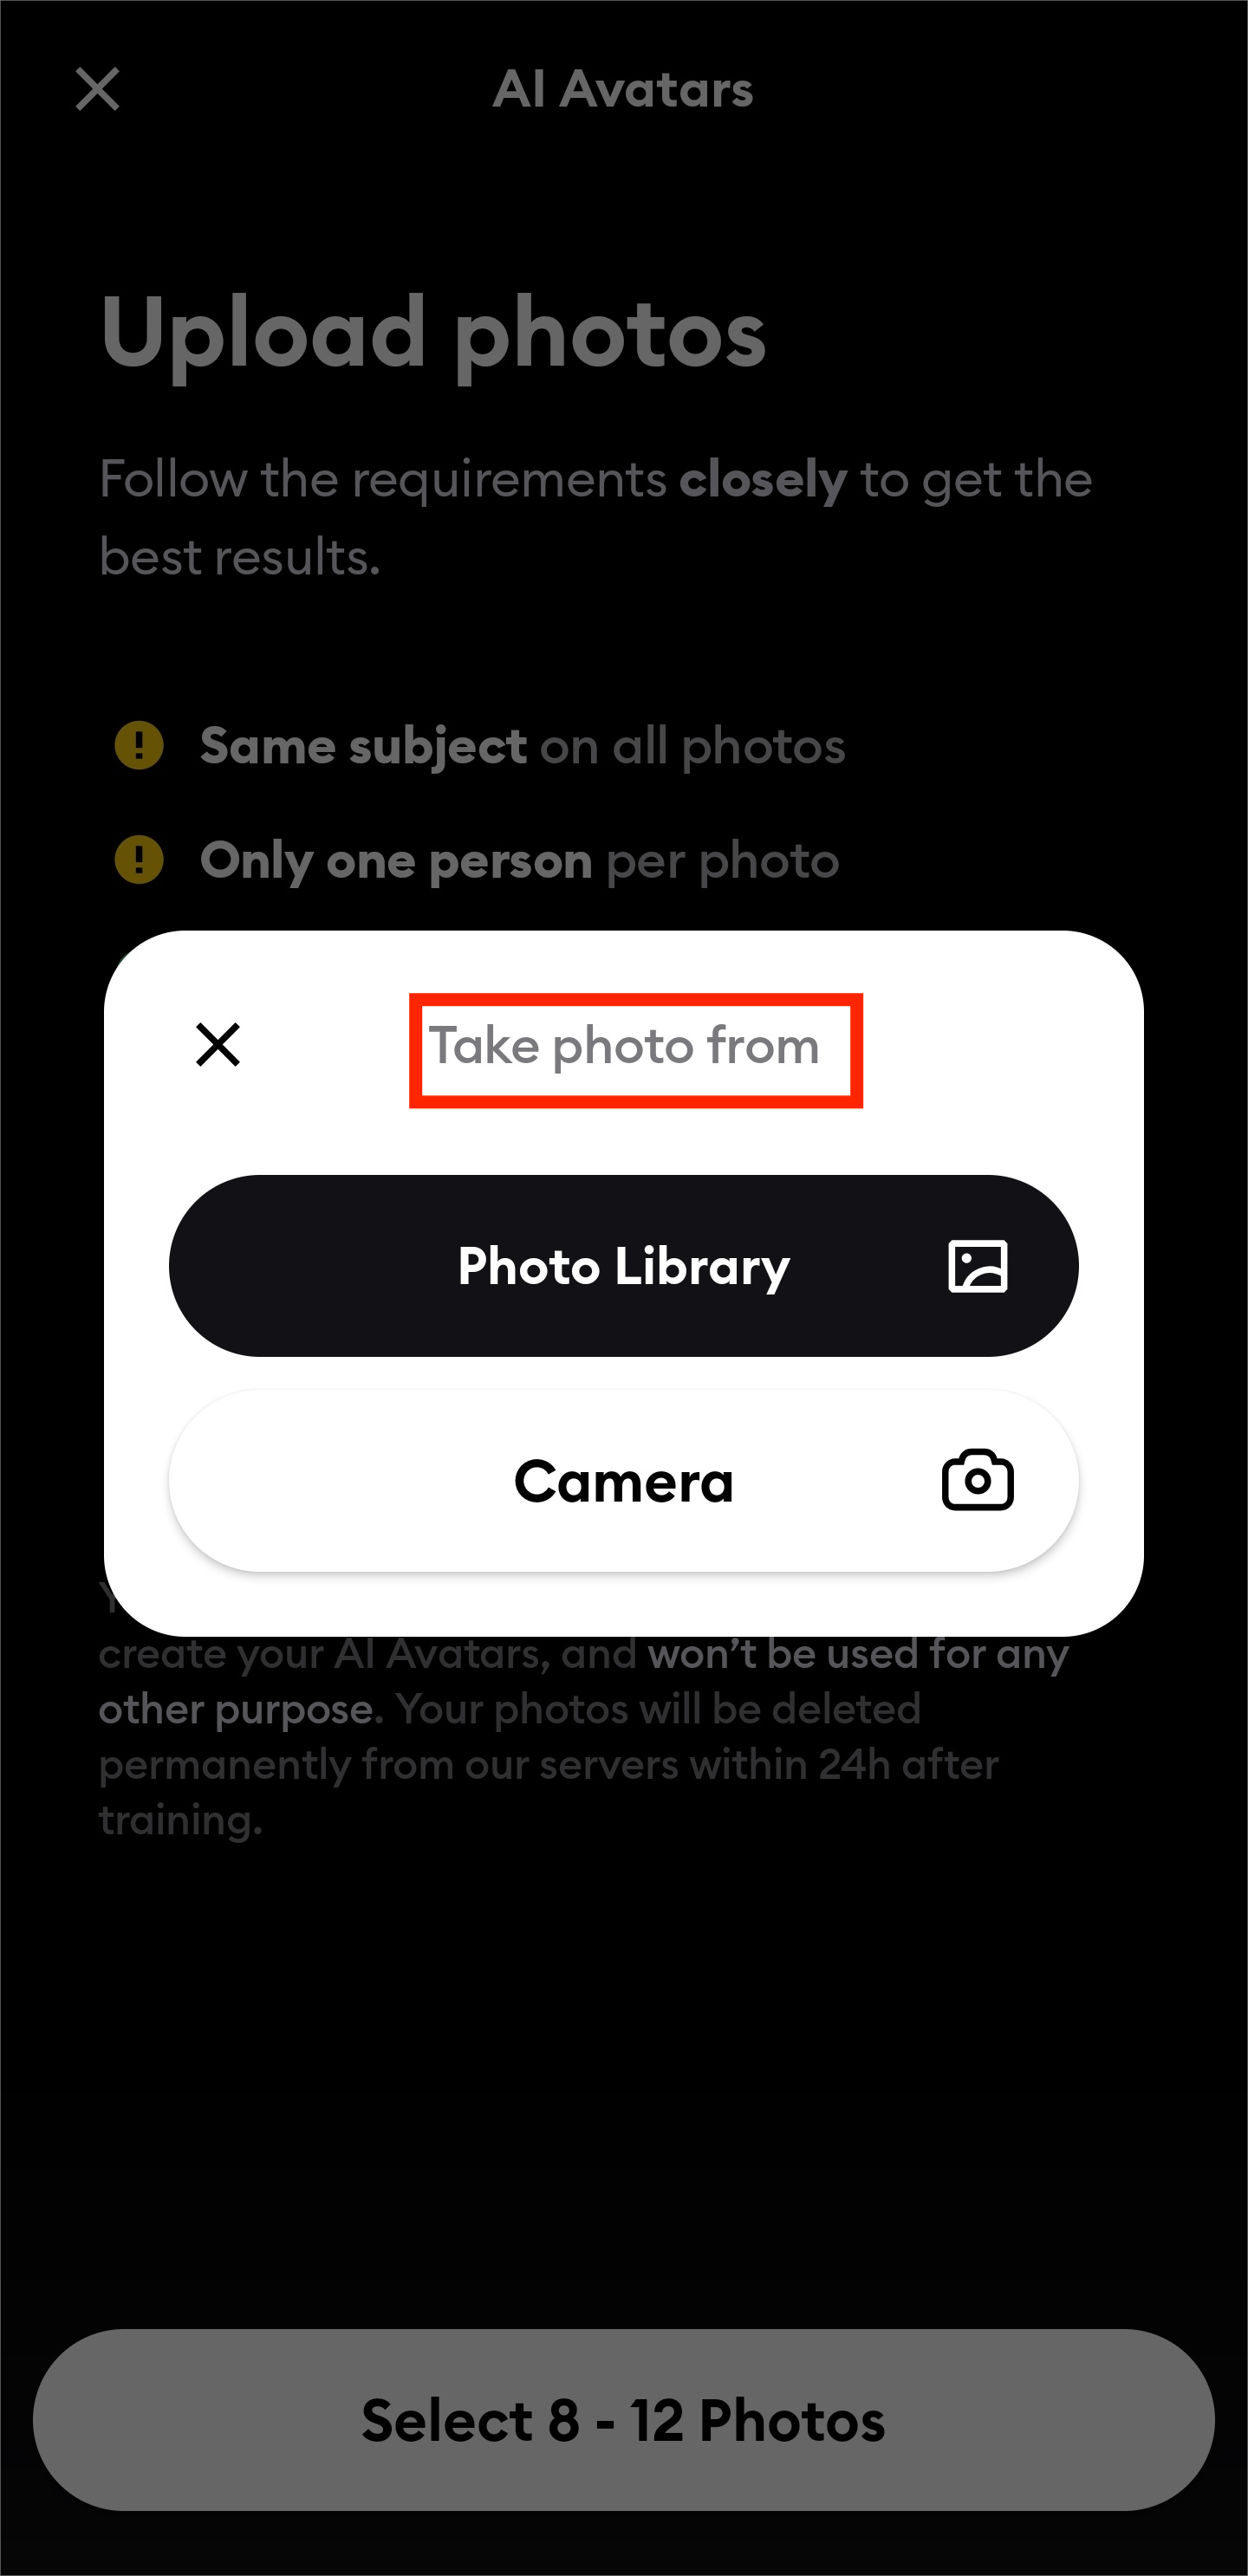 AI Avatars
Upload photos
Follow the requirements closely to get the
best results.
Same subject on all photos
Only one person per photo
Take photo from
Photo Library
Camera
create your AI Avatars, and won’t be used for any
other purpose. Your photos will be deleted
permanently from our servers within 24h after
training.
Select 8 - 12 Photos